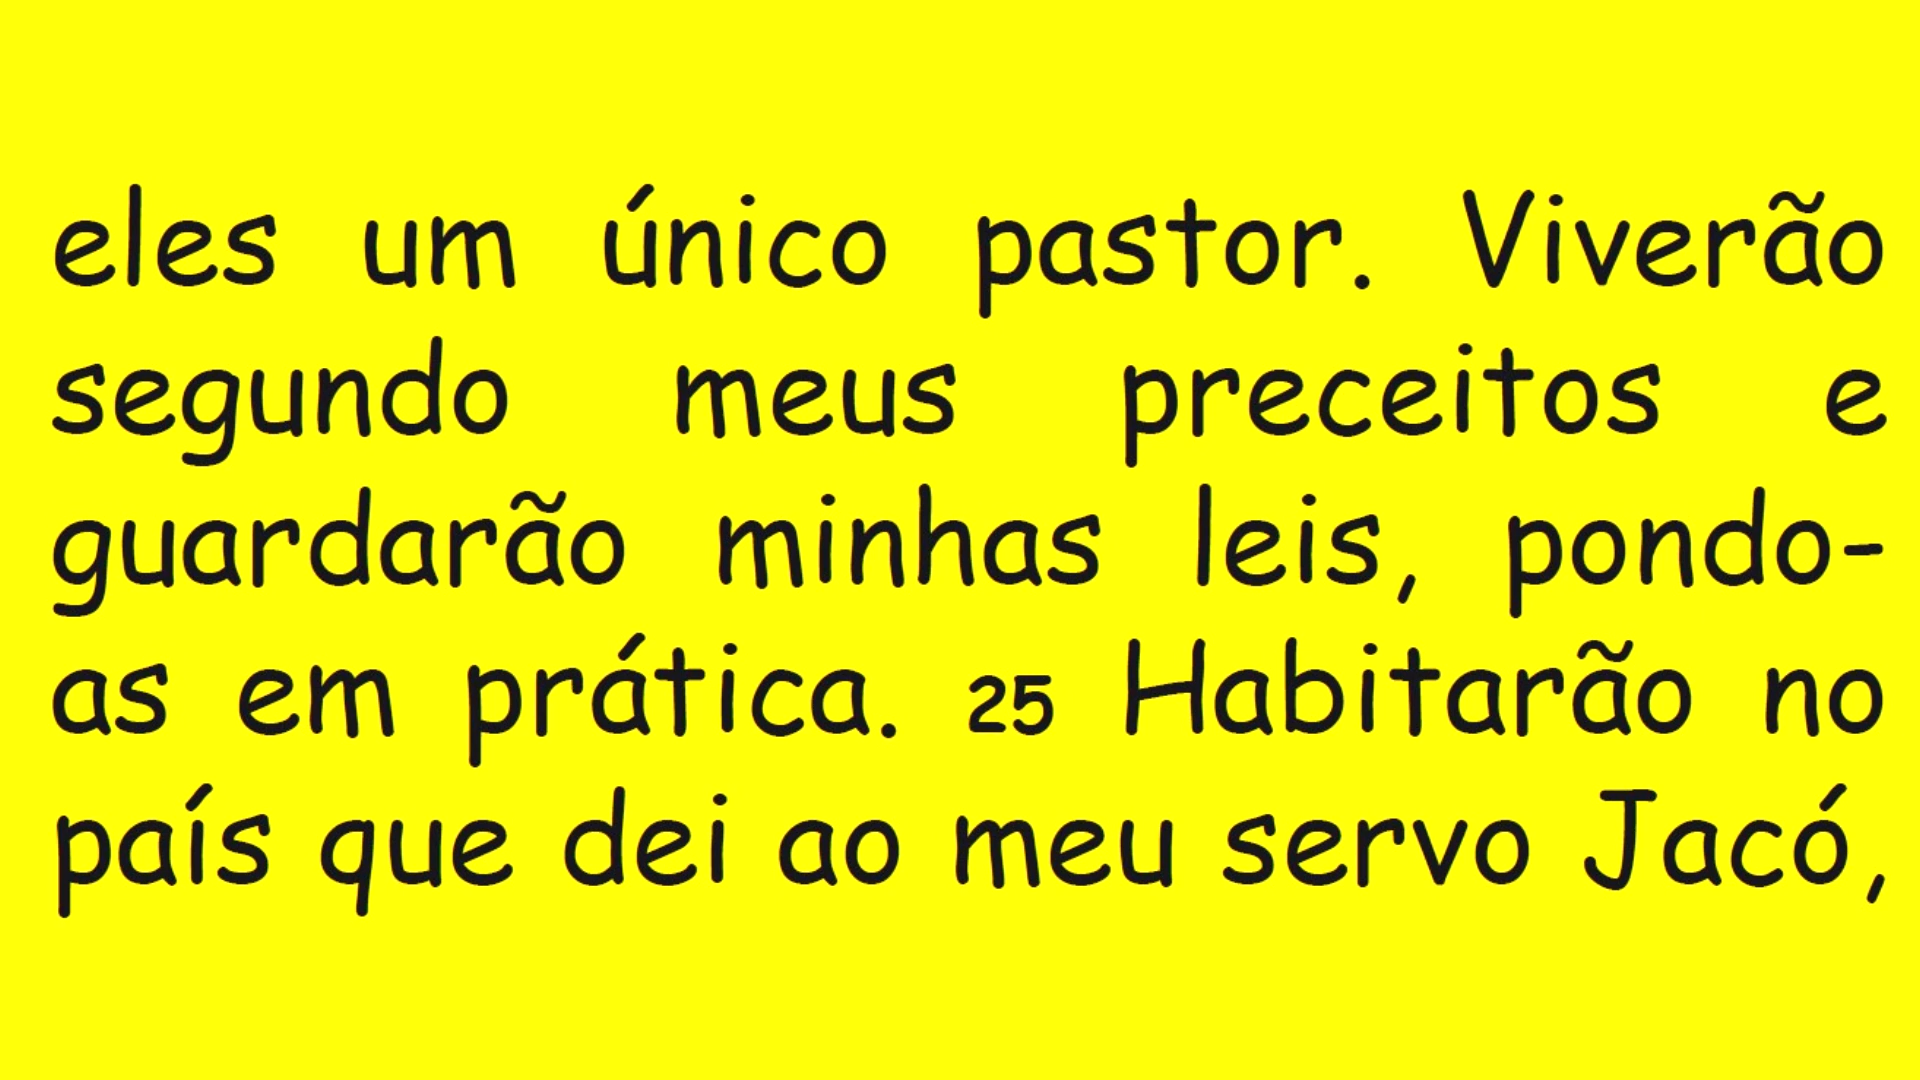 eles um único pastor. Viverão
segundo meus preceitos e
guardarão minhas leis, pondo-
as em prática. 25 Habitarão no
país que dei ao meu servo Jacó,